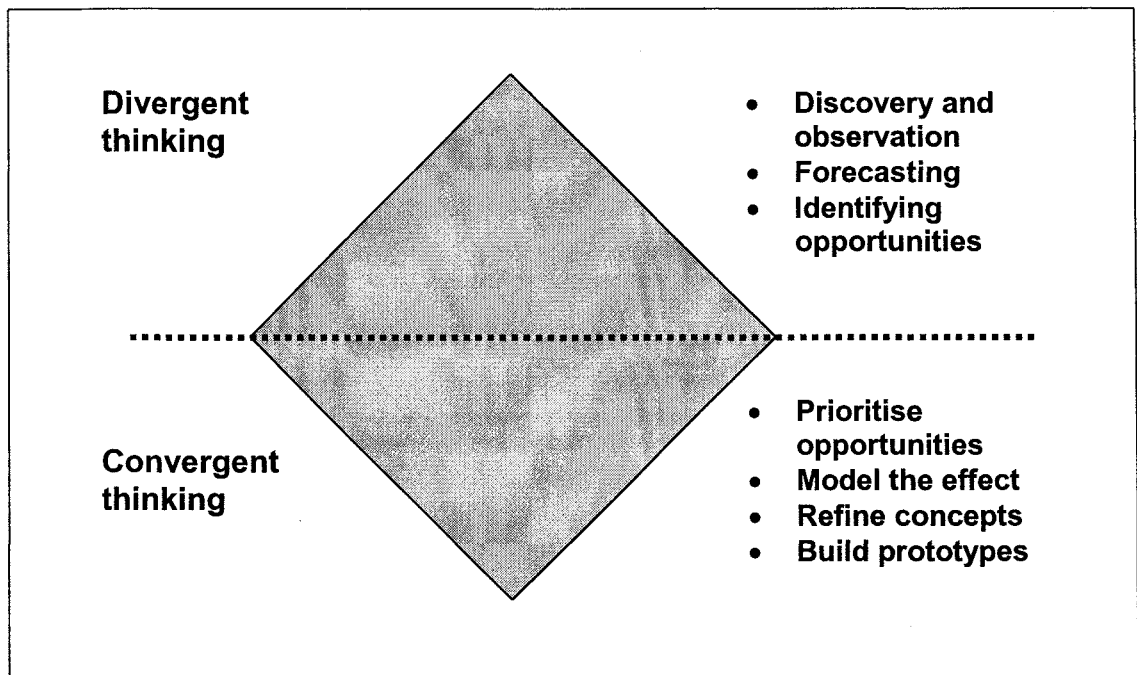 Divergent
thinking
• Discovery and
observation
• Forecasting
• Identifying
opportunities
Convergent
thinking
• Prioritise
opportunities
• Model the effect
• Refine concepts
• Build prototypes